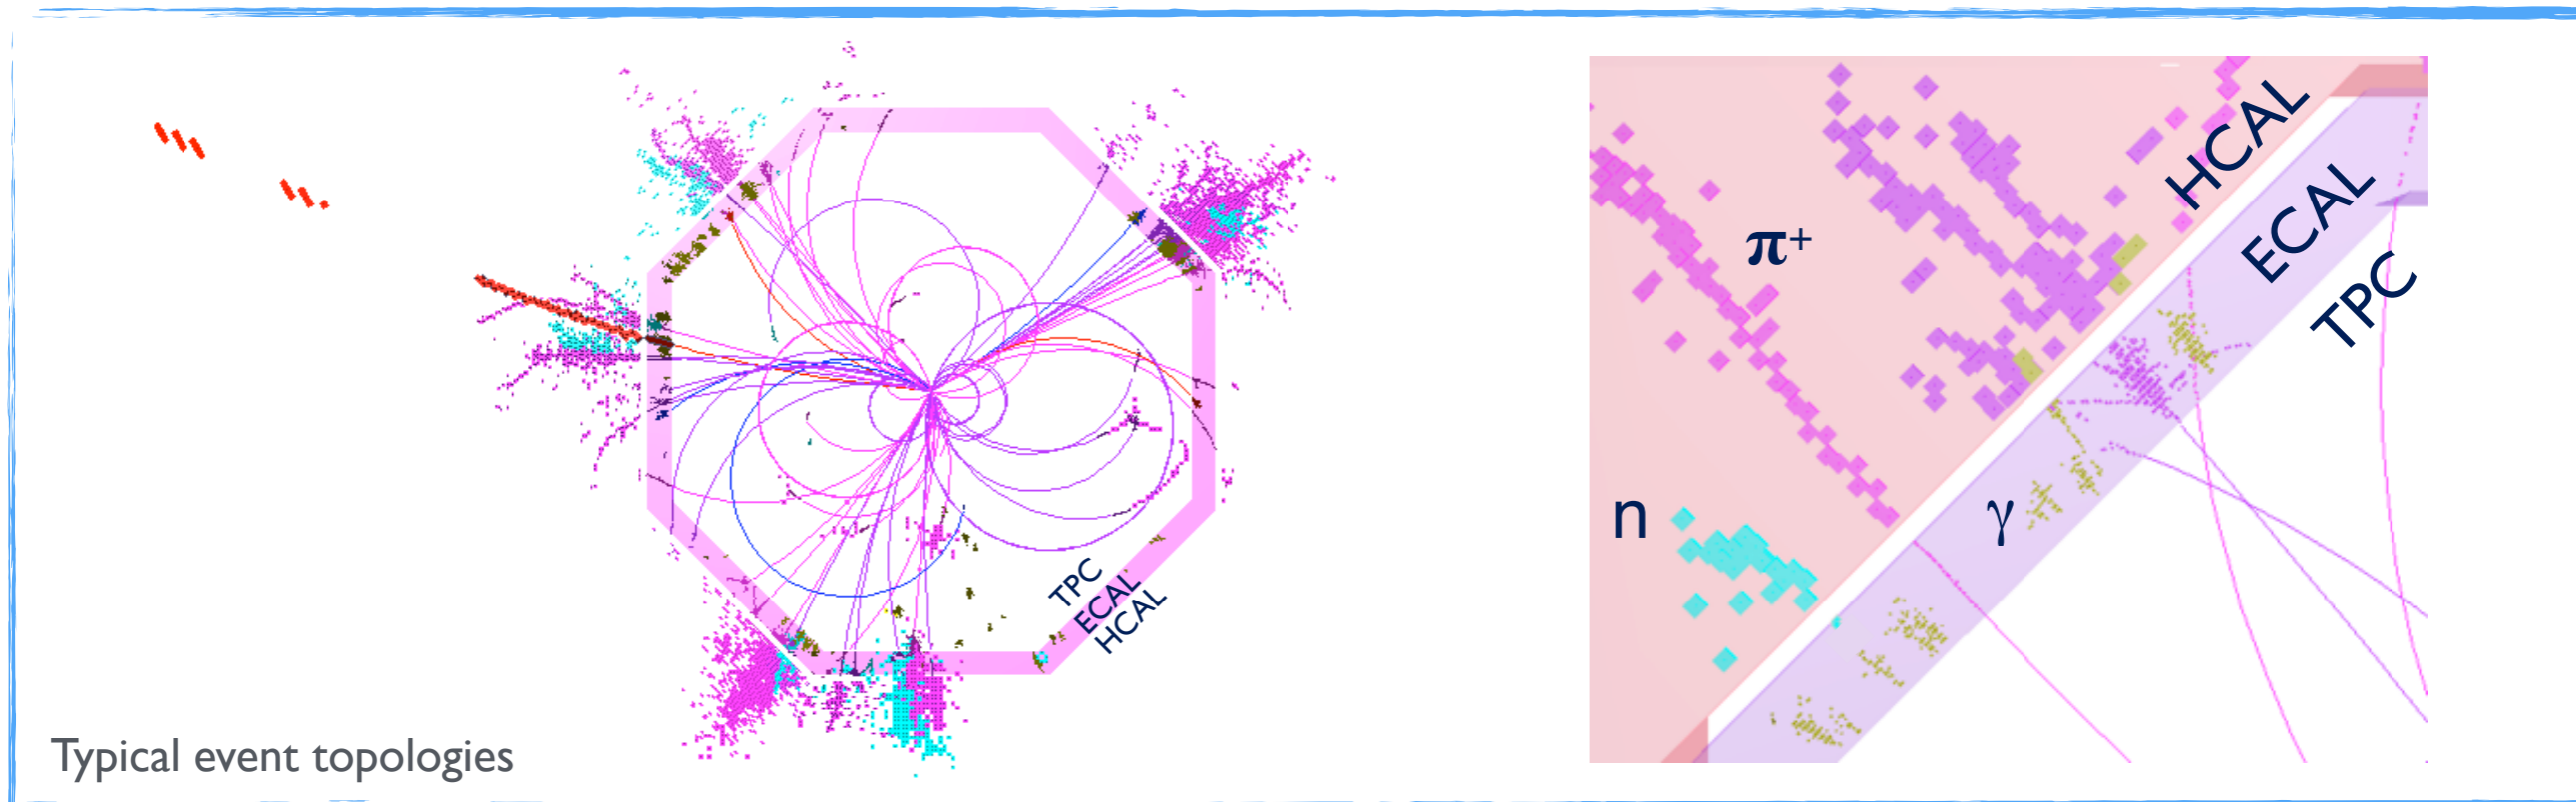 TPC
ECAL
HCAL
Typical event topologies
HCAL
ECAL
TPC
π+
n
γ